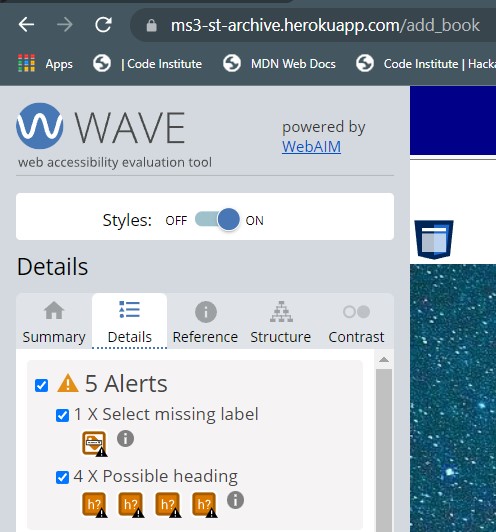 ms3-st-archive.herokuapp.com/add_book
Apps | Code Institute MDN Web Docs Code Institute | Hacka
WAVE
web accessibility evaluation tool
powered by
WebAIM
Styles: OFF ON
Details
Summary Details Reference Structure Contrast
5 Alerts
1 X Select missing label
4 X Possible heading
h? h? h? h?